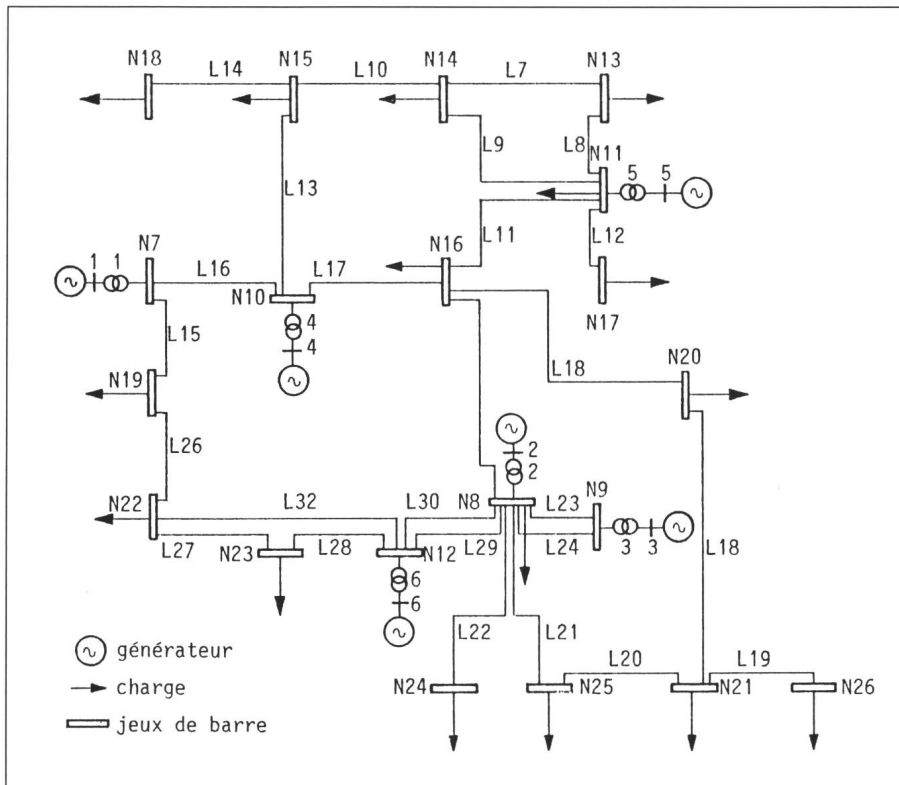 N18 L14 N15 L10 N14 L7 N13
L9 L8 N11
5 5
L13
L11 L12
N7 N16
1 1 L16 L17
N10 N17
4
4
L15 L18 N20
N19
2
2
L26
N22 L32 L30 N8 L23 N9
L27 L28 L29 L24 3 3 L18
N23 N12
6
6
L22 L21
générateur L20 L19
charge N24 N25 N21 N26
jeux de barre